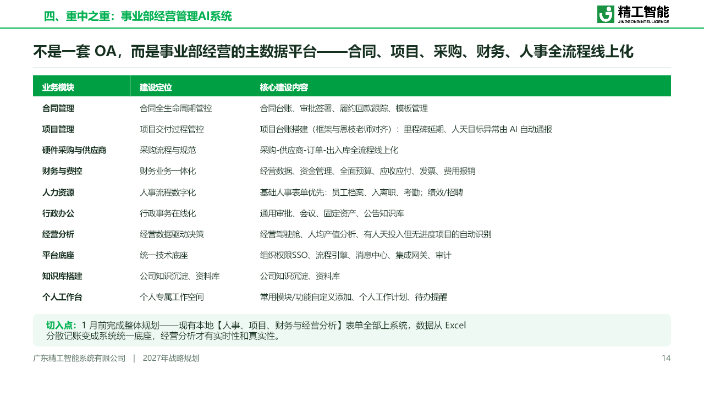 四、重中之重：事业部经营管理AI系统
精工智能
JINGGONG INTELLIGENCE
不是一套 OA，而是事业部经营的主数据平台——合同、项目、采购、财务、人事全流程线上化
业务模块 建设定位 核心建设内容
合同管理 合同全生命周期管控 合同台账、审批签署、履约回款跟踪、模板管理
项目管理 项目交付过程管控 项目台账搭建（框架与恩枝老师对齐）；里程碑延期、人天目标异常由 AI 自动通报
硬件采购与供应商 采购流程与规范 采购-供应商-订单-出入库全流程线上化
财务与费控 财务业务一体化 经营数据、资金管理、全面预算、应收应付、发票、费用报销
人力资源 人事流程数字化 基础人事表单优先：员工档案、入离职、考勤；绩效/招聘
行政办公 行政事务在线化 通用审批、会议、固定资产、公告知识库
经营分析 经营数据驱动决策 经营驾驶舱、人均产值分析、有人天投入但无进度项目的自动识别
平台底座 统一技术底座 组织权限SSO、流程引擎、消息中心、集成网关、审计
知识库搭建 公司知识沉淀、资料库 公司知识沉淀、资料库
个人工作台 个人专属工作空间 常用模块/功能自定义添加、个人工作计划、待办提醒
切入点：1 月前完成整体规划——现有本地【人事、项目、财务与经营分析】表单全部上系统，数据从 Excel
分散记账变成系统统一底座，经营分析才有实时性和真实性。
广东精工智能系统有限公司 | 2027年战略规划
14